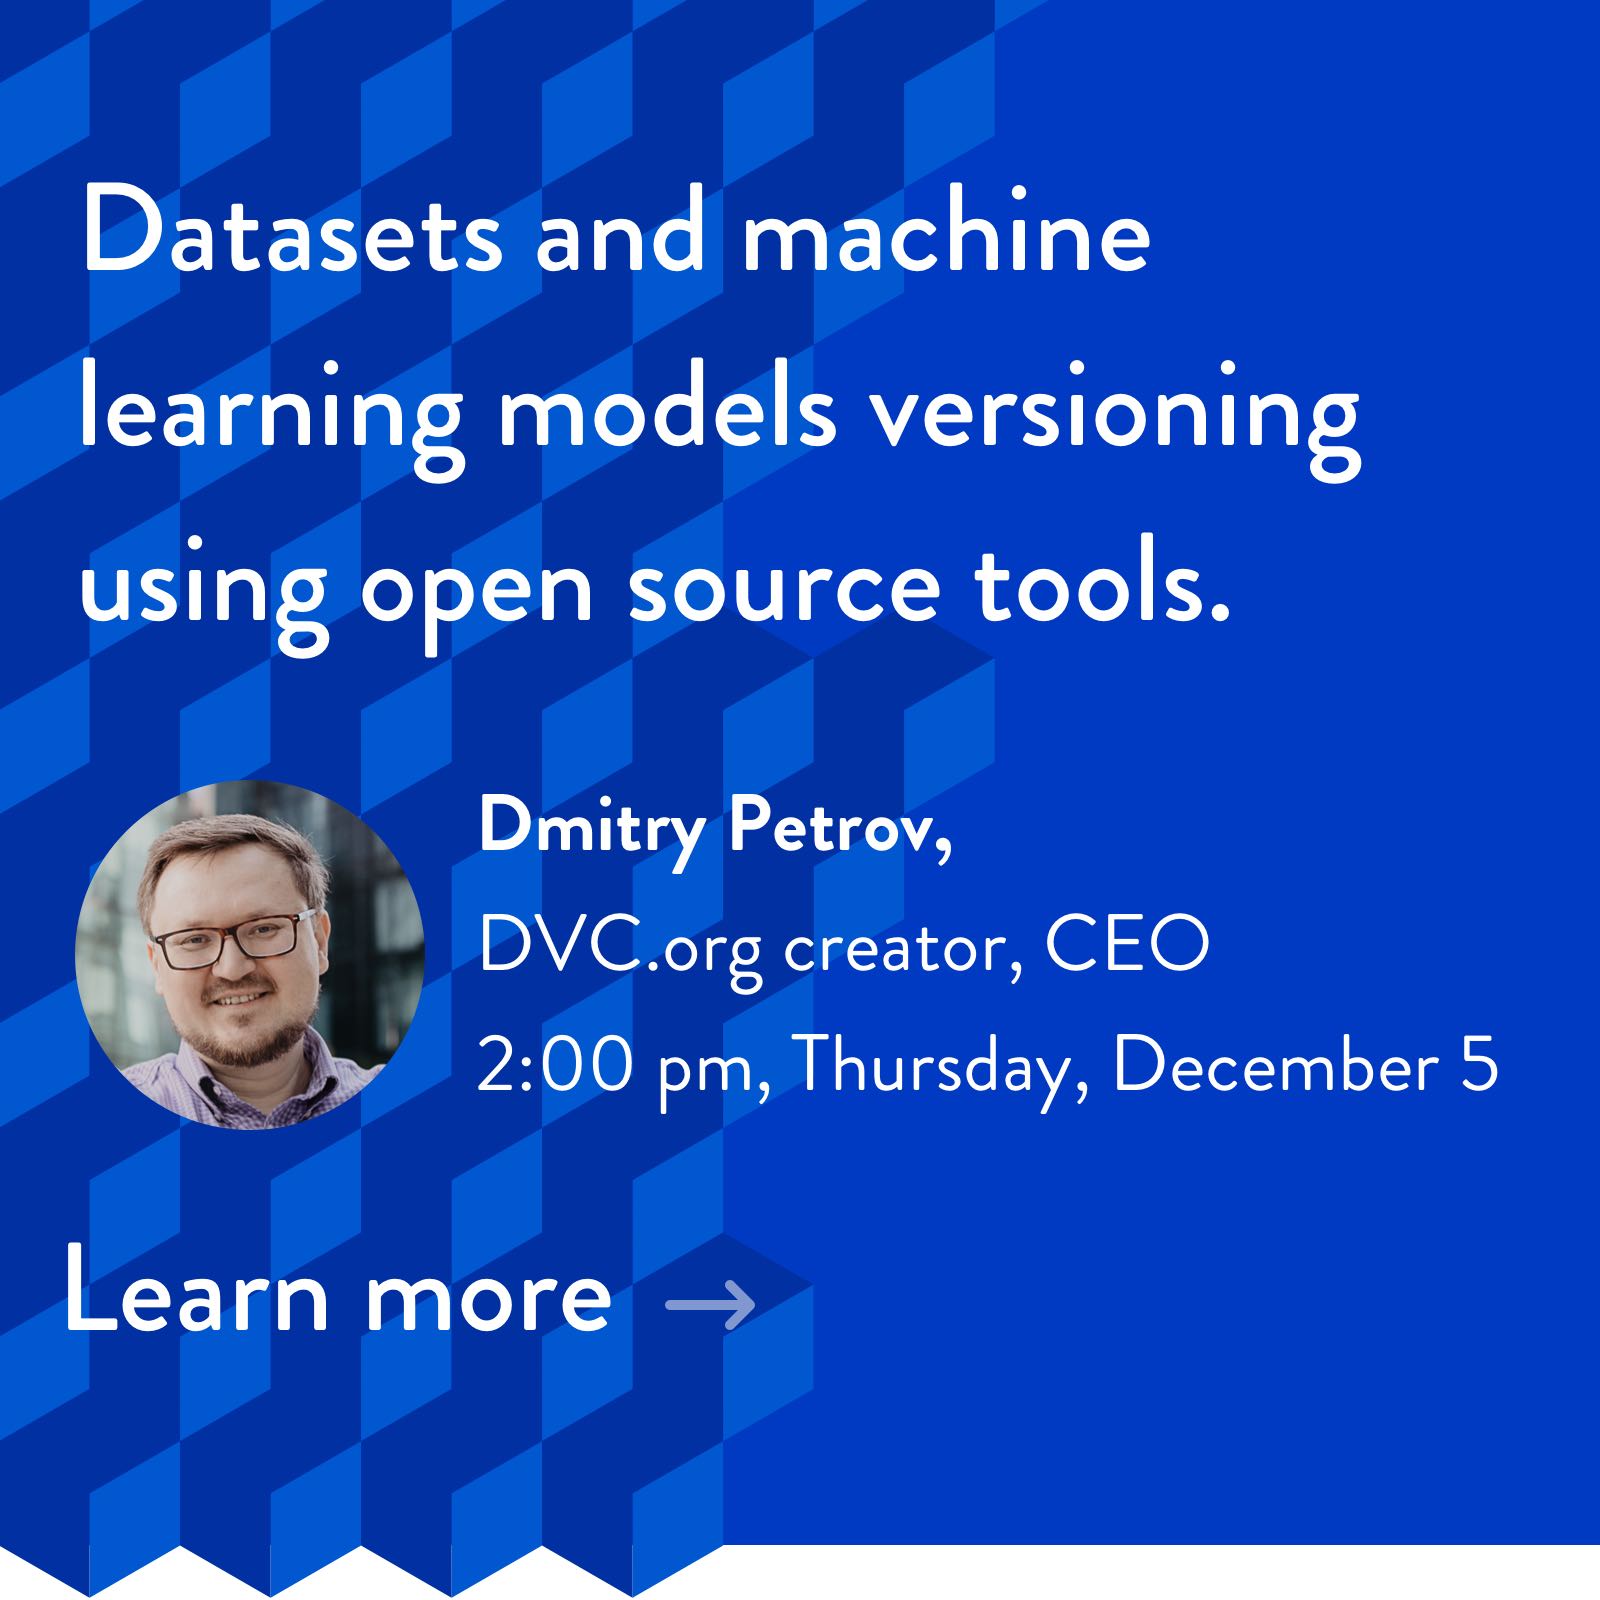 Datasets and machine
learning models versioning
using open source tools.
Dmitry Petrov,
DVC.org creator, CEO
2:00 pm, Thursday, December 5
Learn more →